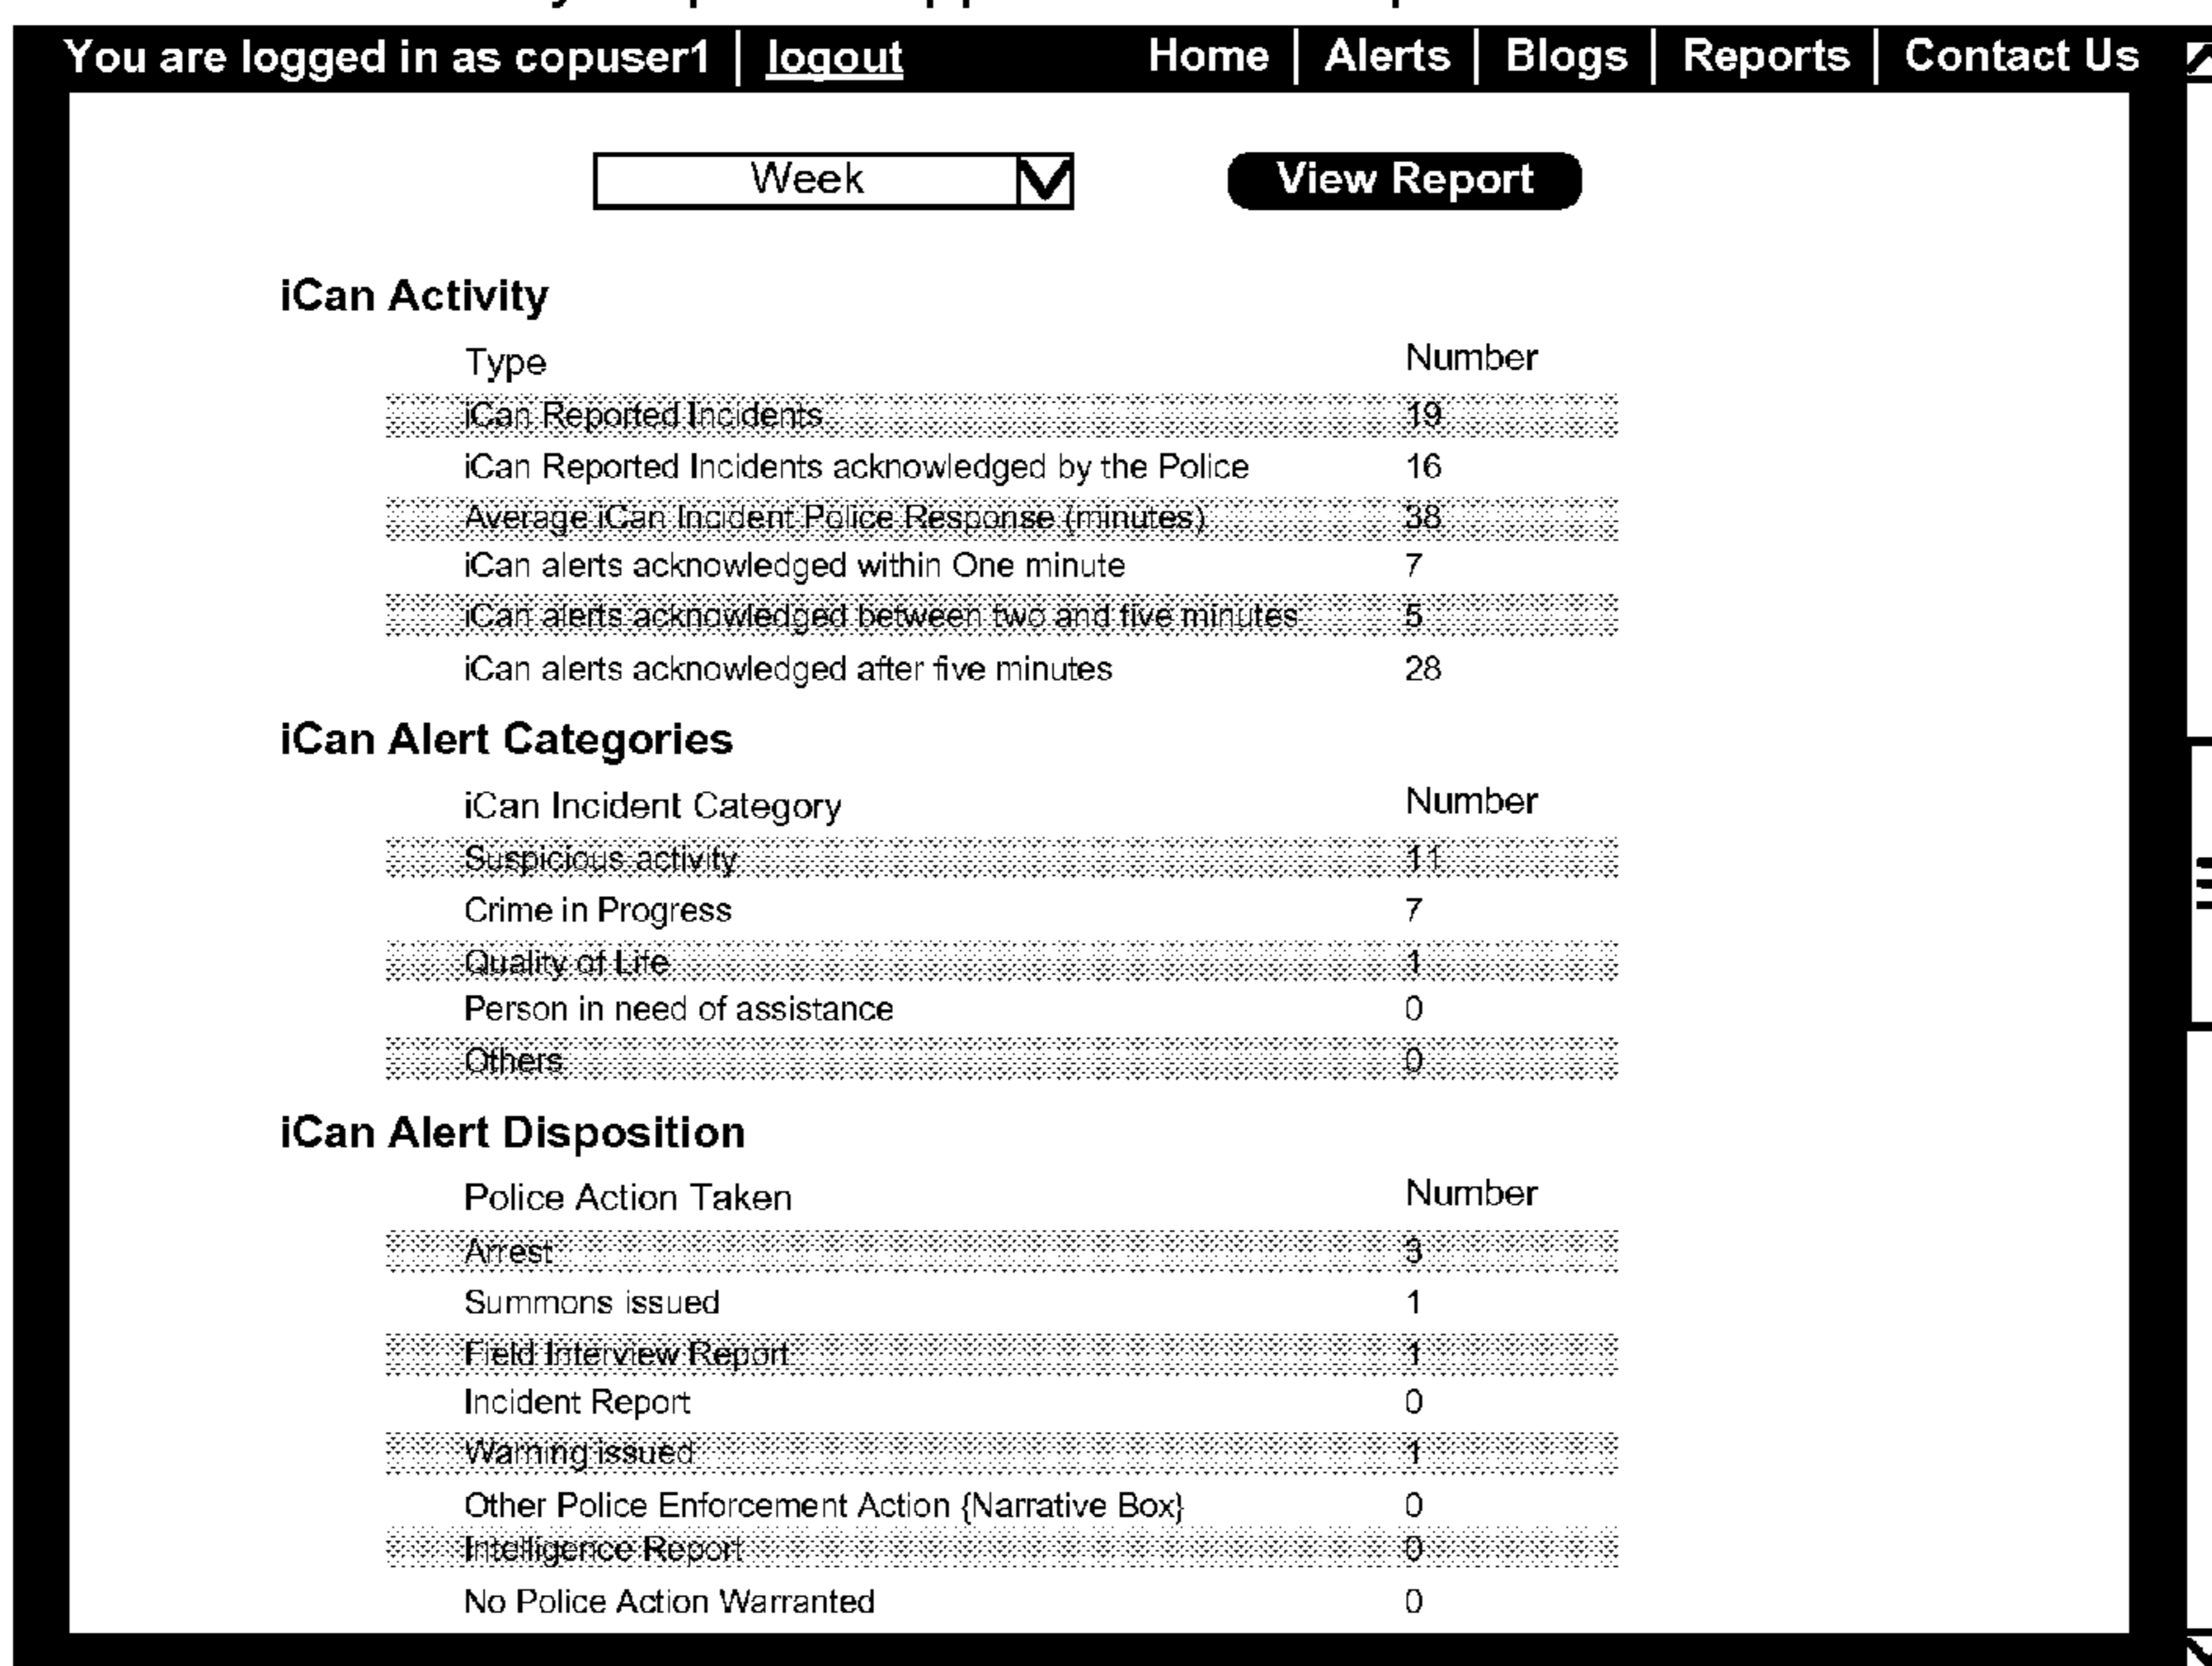 You are logged in as copuser1 | logout Home | Alerts | Blogs | Reports | Contact Us
Week View Report
iCan Activity
Type Number
iCan Reported Incidents 19
iCan Reported Incidents acknowledged by the Police 16
Average iCan Incident Police Response (minutes) 38
iCan alerts acknowledged within One minute 7
iCan alerts acknowledged between two and five minutes 5
iCan alerts acknowledged after five minutes 28
iCan Alert Categories
iCan Incident Category Number
Suspicious activity 11
Crime in Progress 7
Quality of Life 1
Person in need of assistance 0
Others 0
iCan Alert Disposition
Police Action Taken Number
Arrest 3
Summons issued 1
Field Interview Report 1
Incident Report 0
Warning issued 1
Other Police Enforcement Action {Narrative Box} 0
Intelligence Report 0
No Police Action Warranted 0